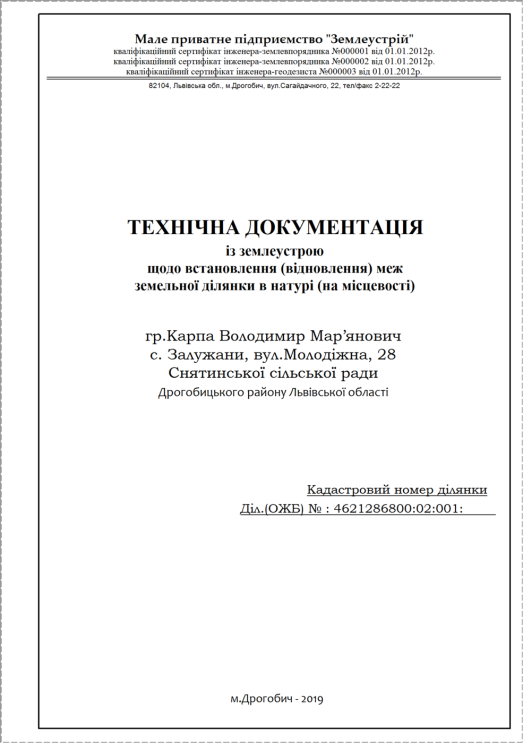 Мале приватне підприємство "Землеустрій"
кваліфікаційний сертифікат інженера-землевпорядника №000001 від 01.01.2012р.
кваліфікаційний сертифікат інженера-землевпорядника №000002 від 01.01.2012р.
кваліфікаційний сертифікат інженера-геодезиста №000003 від 01.01.2012р.
82104, Львівська обл., м.Дрогобич, вул.Сагайдачного, 22, тел/факс 2-22-22
ТЕХНІЧНА ДОКУМЕНТАЦІЯ
із землеустрою
щодо встановлення (відновлення) меж
земельної ділянки в натурі (на місцевості)
гр.Карпа Володимир Мар’янович
с. Залужани, вул.Молодіжна, 28
Снятинської сільської ради
Дрогобицького району Львівської області
Кадастровий номер ділянки
Діл.(ОЖБ) № : 4621286800:02:001:
м.Дрогобич - 2019